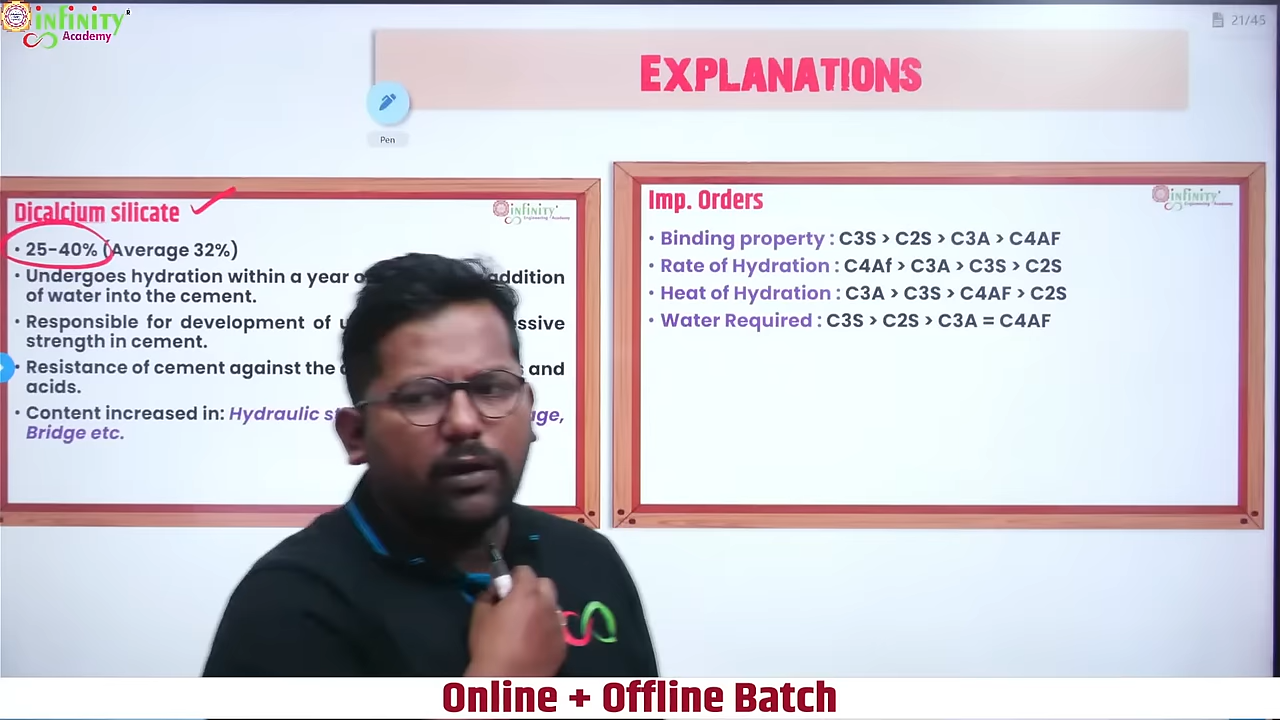 infinity
Academy
21/45
EXPLANATIONS
Pen
Dicalcium silicate
infinity
• 25-40% (Average 32%)
• Undergoes hydration within a year o addition
of water into the cement.
• Responsible for development of
strength in cement.
• Resistance of cement against the and
acids.
• Content increased in: Hydraulic
Bridge etc.
Imp. Orders
infinity
• Binding property : C3S > C2S > C3A > C4AF
• Rate of Hydration : C4Af > C3A > C3S > C2S
• Heat of Hydration : C3A > C3S > C4AF > C2S
• Water Required : C3S > C2S > C3A = C4AF
Online + Offline Batch